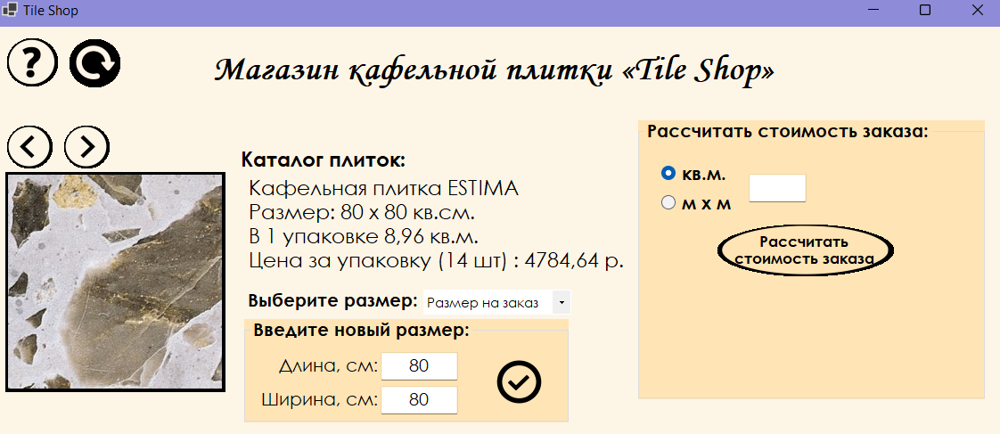 Tile Shop
Магазин кафельной плитки «Tile Shop»
Каталог плиток:
Кафельная плитка ESTIMA
Размер: 80 x 80 кв.см.
В 1 упаковке 8,96 кв.м.
Цена за упаковку (14 шт) : 4784,64 р.
Выберите размер: Размер на заказ
Введите новый размер:
Длина, см: 80
Ширина, см: 80
Рассчитать стоимость заказа:
кв.м.
м х м
Рассчитать
стоимость заказа